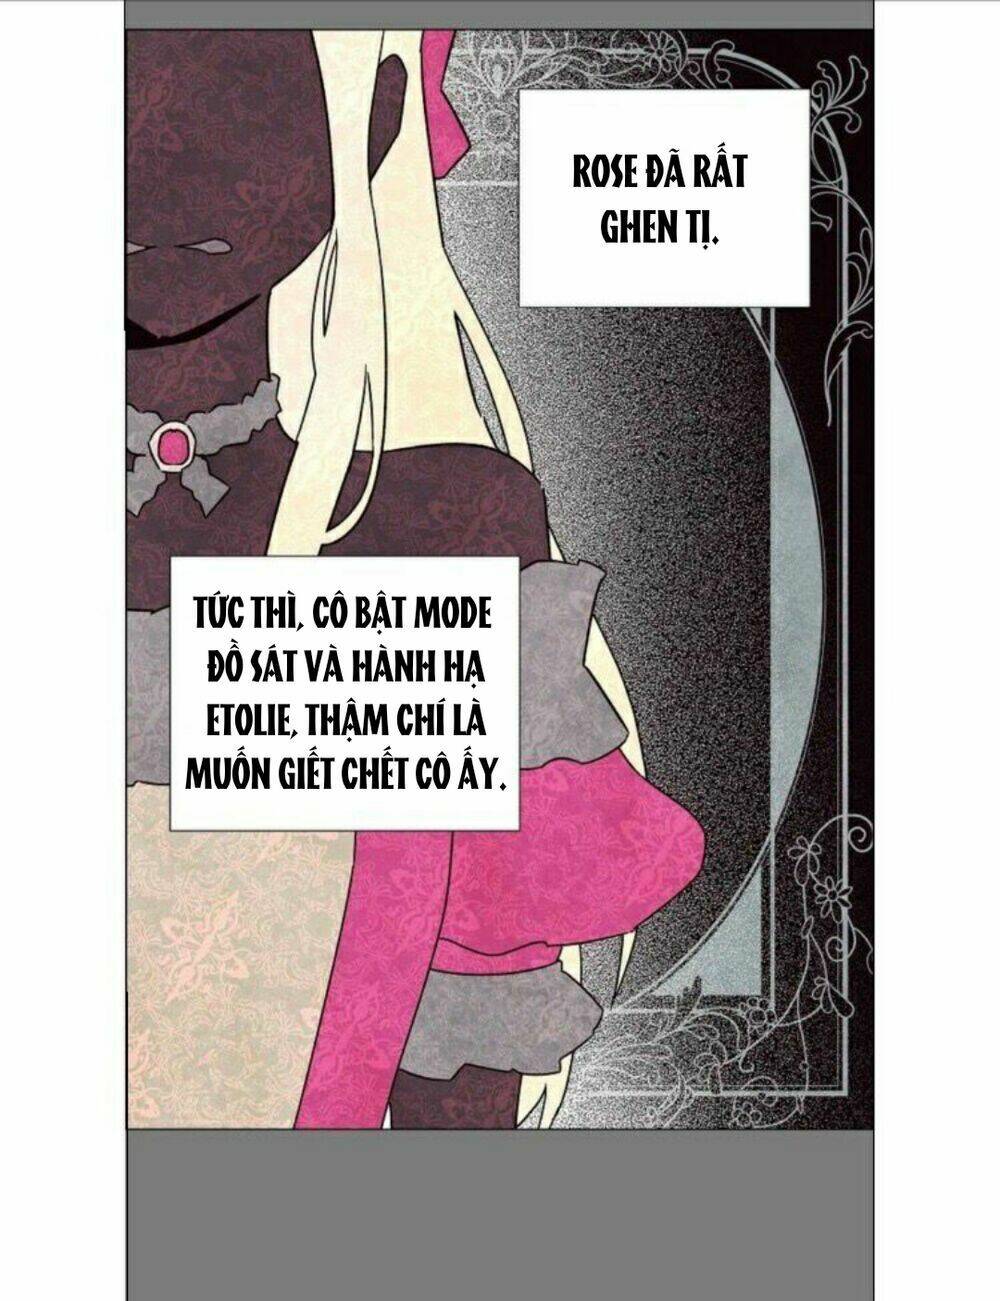 ROSE ĐÃ RẤT
GHEN TỊ.
TỨC THÌ, CÔ BẬT MODE
ĐỒ SÁT VÀ HÀNH HẠ
ETOLIE, THẬM CHÍ LÀ
MUỐN GIẾT CHẾT CÔ ẤY.